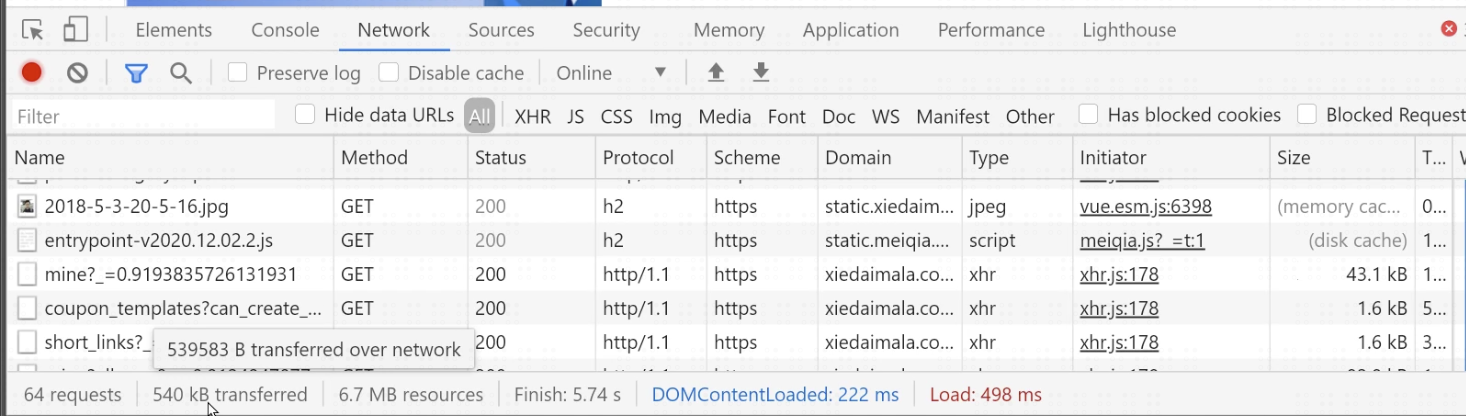 Elements Console Network Sources Security Memory Application Performance Lighthouse
Preserve log Disable cache Online
Filter Hide data URLs All XHR JS CSS Img Media Font Doc WS Manifest Other Has blocked cookies Blocked Request
Name Method Status Protocol Scheme Domain Type Initiator Size T...
2018-5-3-20-5-16.jpg GET 200 h2 https static.xiedaim... jpeg vue.esm.js:6398 (memory cac... 0...
entrypoint-v2020.12.02.2.js GET 200 h2 https static.meiqia.... script meiqia.js?_=t:1 (disk cache) 1...
mine?_=0.9193835726131931 GET 200 http/1.1 https xiedaimala.co... xhr xhr.js:178 43.1 kB 1...
coupon_templates?can_create_... GET 200 http/1.1 https xiedaimala.co... xhr xhr.js:178 1.6 kB 5...
short_links?_ 200 http/1.1 https xiedaimala.co... xhr xhr.js:178 1.6 kB 3...
539583 B transferred over network
64 requests 540 kB transferred 6.7 MB resources Finish: 5.74 s DOMContentLoaded: 222 ms Load: 498 ms